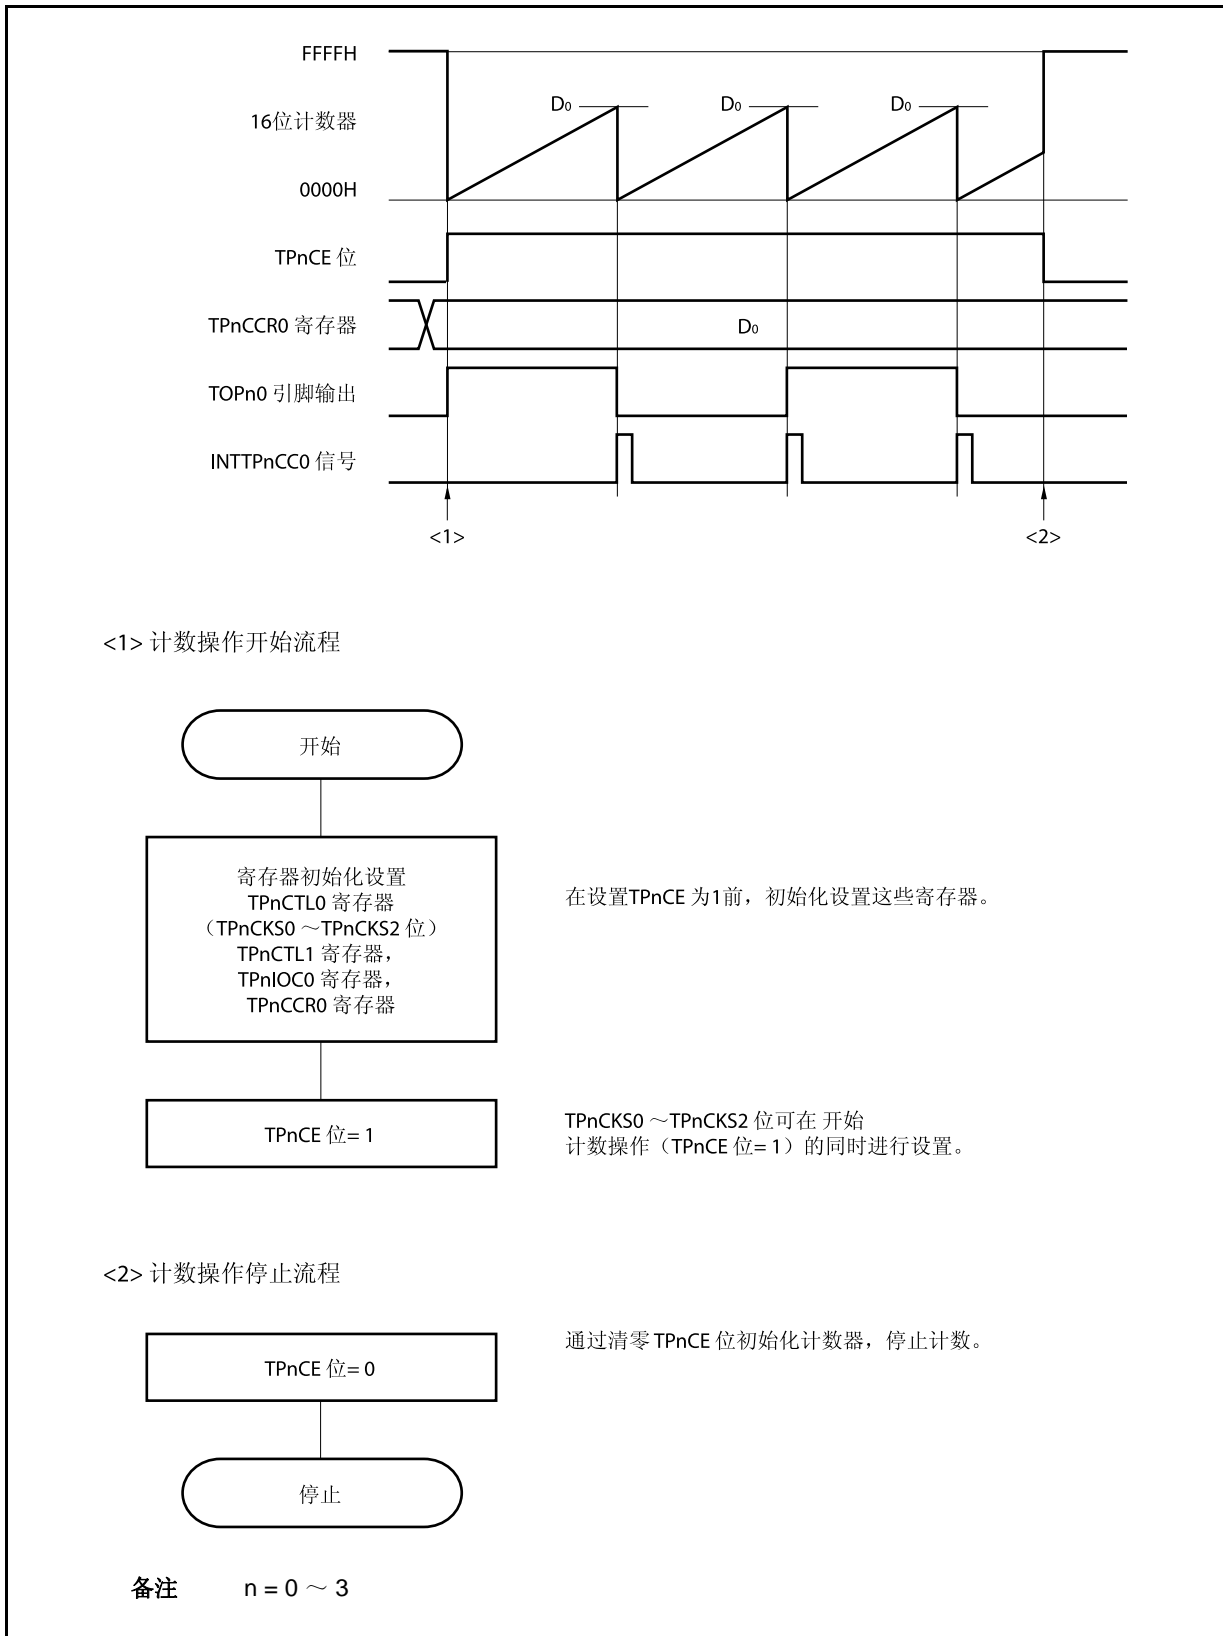 FFFFH
D0 D0 D0
16位计数器
0000H
TPnCE 位
TPnCCR0 寄存器
D0
TOPn0 引脚输出
INTTPnCC0 信号
<1> <2>
<1> 计数操作开始流程
开始
寄存器初始化设置
TPnCTL0 寄存器
（TPnCKS0 ～TPnCKS2 位）
TPnCTL1 寄存器，
TPnIOC0 寄存器，
TPnCCR0 寄存器
在设置TPnCE 为1前，初始化设置这些寄存器。
TPnCE 位= 1
TPnCKS0 ～TPnCKS2 位可在 开始
计数操作（TPnCE 位= 1）的同时进行设置。
<2> 计数操作停止流程
TPnCE 位= 0
通过清零 TPnCE 位初始化计数器，停止计数。
停止
备注 n = 0 ～ 3